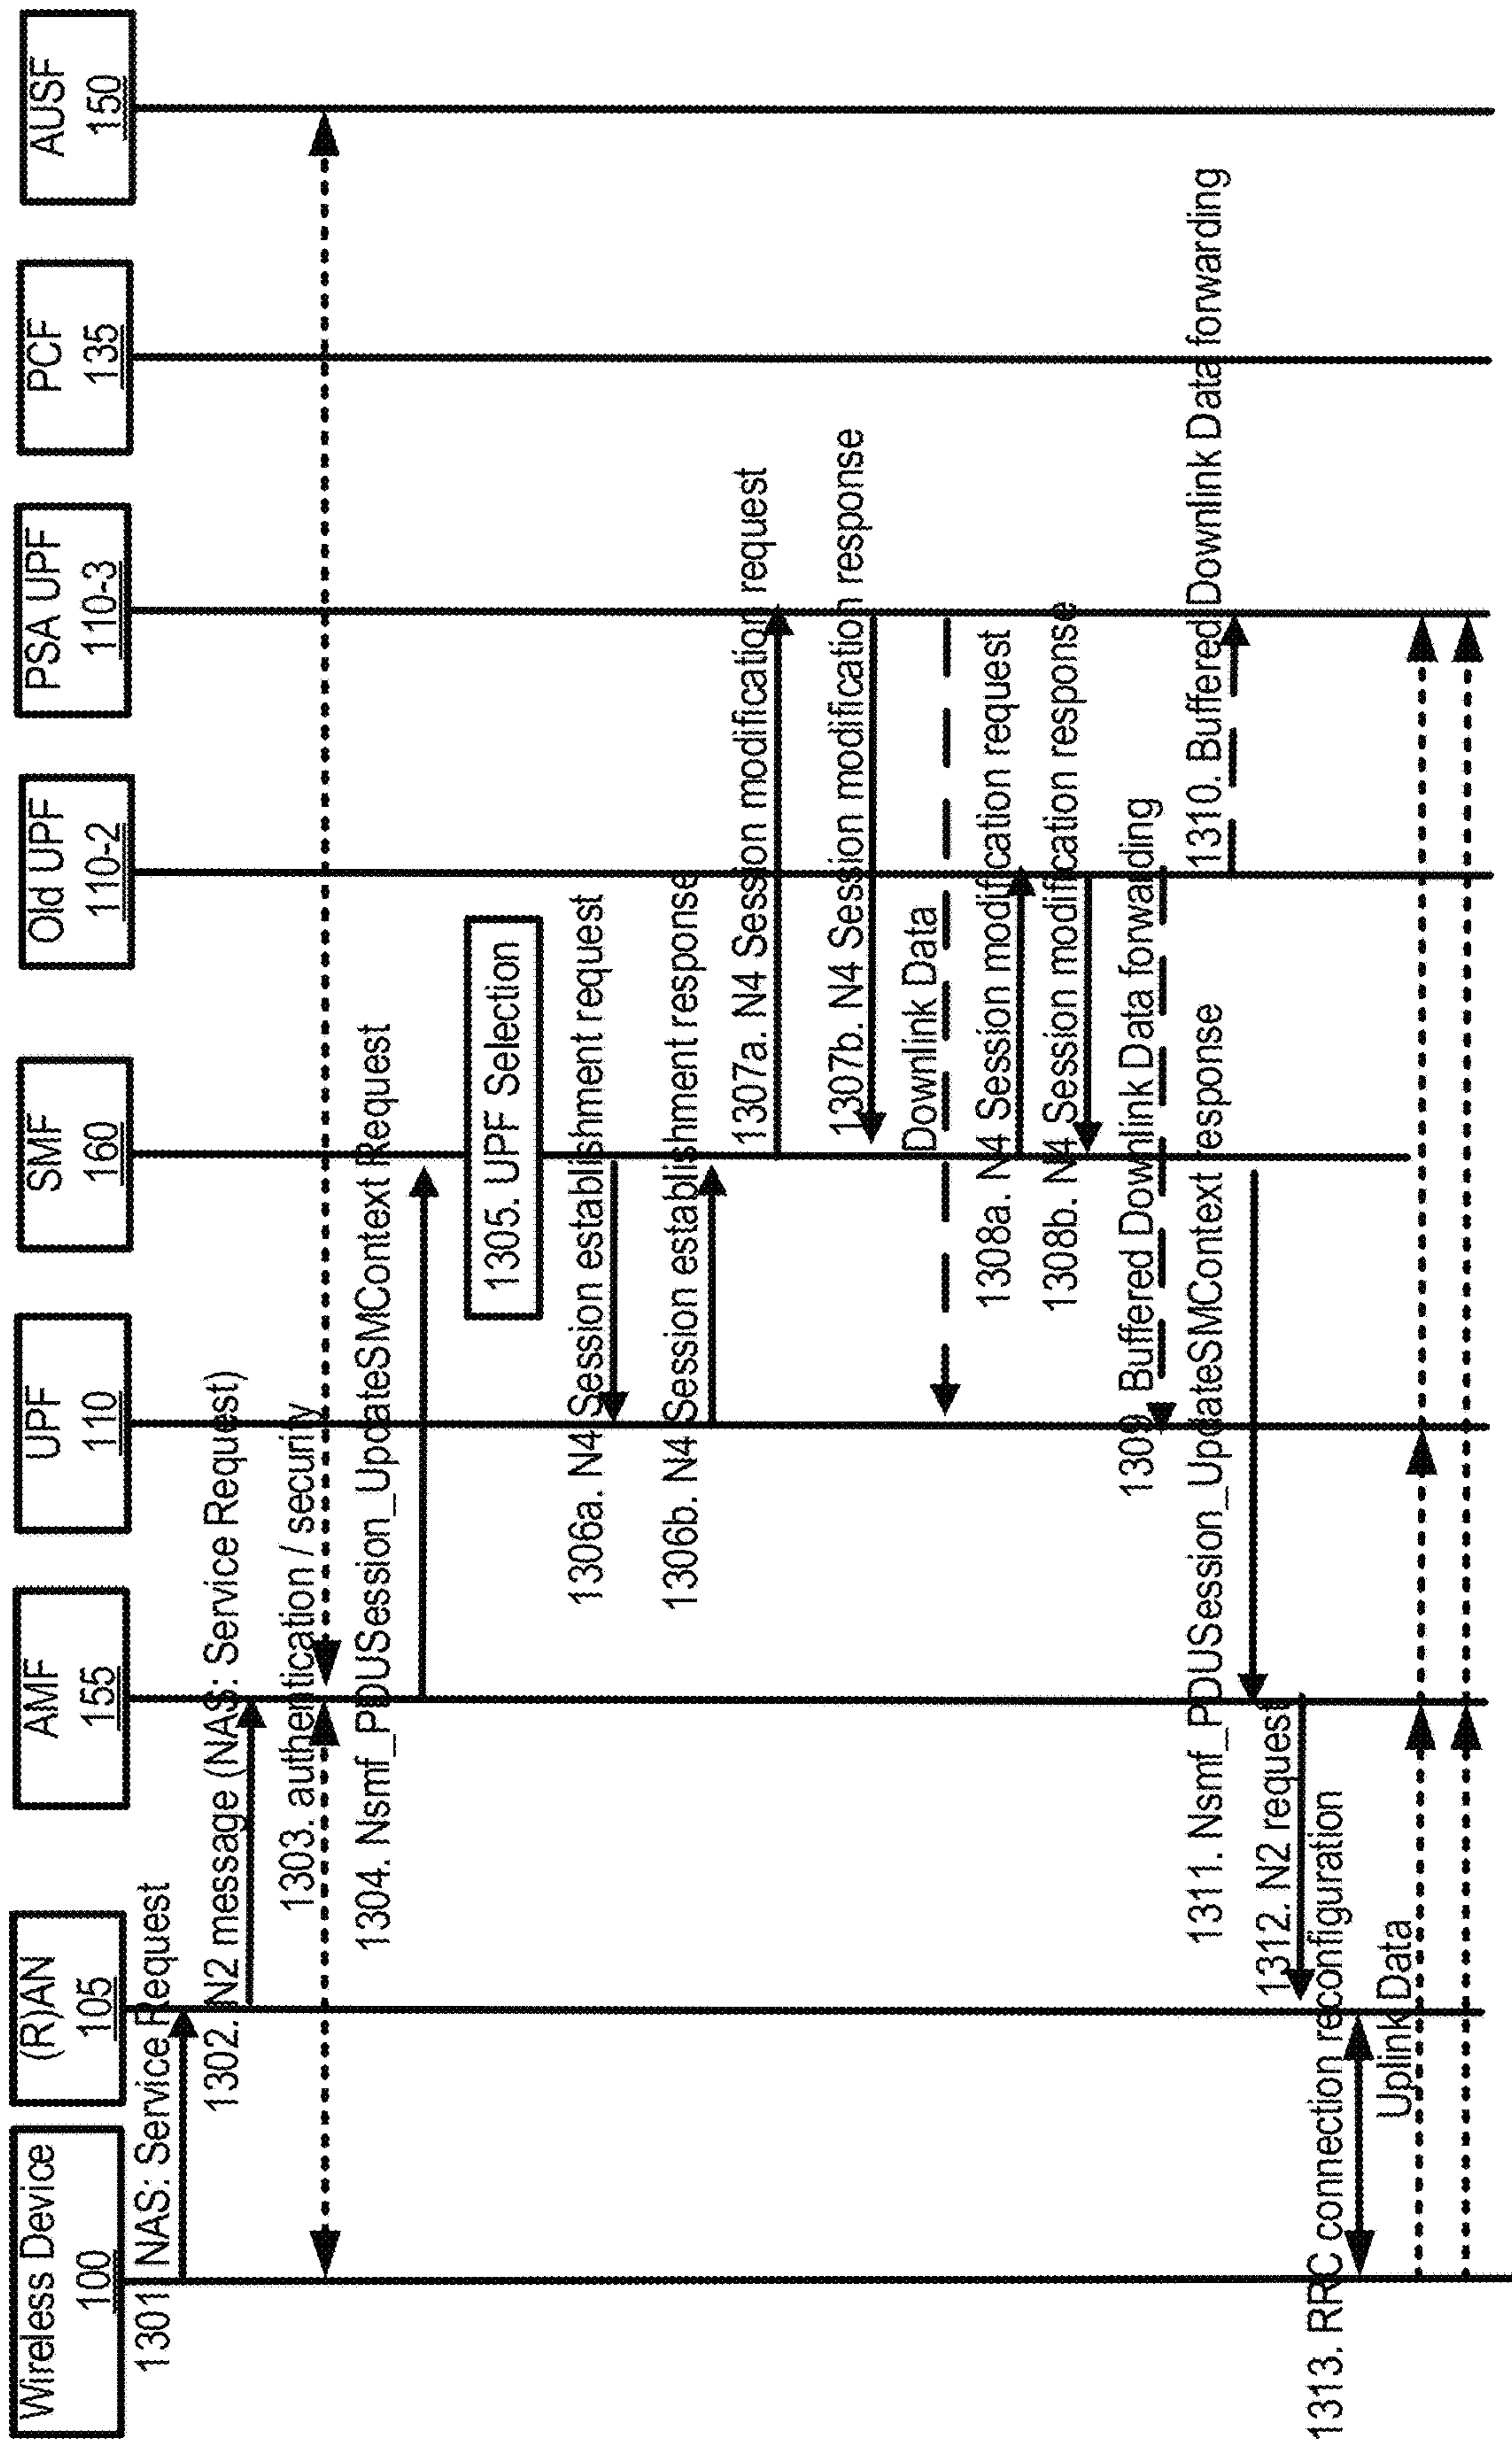 Wireless Device
100
(R)AN
105
AMF
155
UPF
110
SMF
160
Old UPF
110-2
PSA UPF
110-3
PCF
135
AUSF
150
1301 NAS: Service Request
1302. N2 message (NAS: Service Request)
1303. authentication / security
1304. Nsmf_PDUSession_UpdateSMContext Request
1305. UPF Selection
1306a. N4 Session establishment request
1306b. N4 Session establishment response
1307a. N4 Session modification request
1307b. N4 Session modification response
Downlink Data
1308a. N4 Session modification request
1308b. N4 Session modification response
1309 Buffered Downlink Data forwarding
1310. Buffered Downlink Data forwarding
1311. Nsmf_PDUSession_UpdateSMContext response
1312. N2 request
1313. RRC connection reconfiguration
Uplink Data